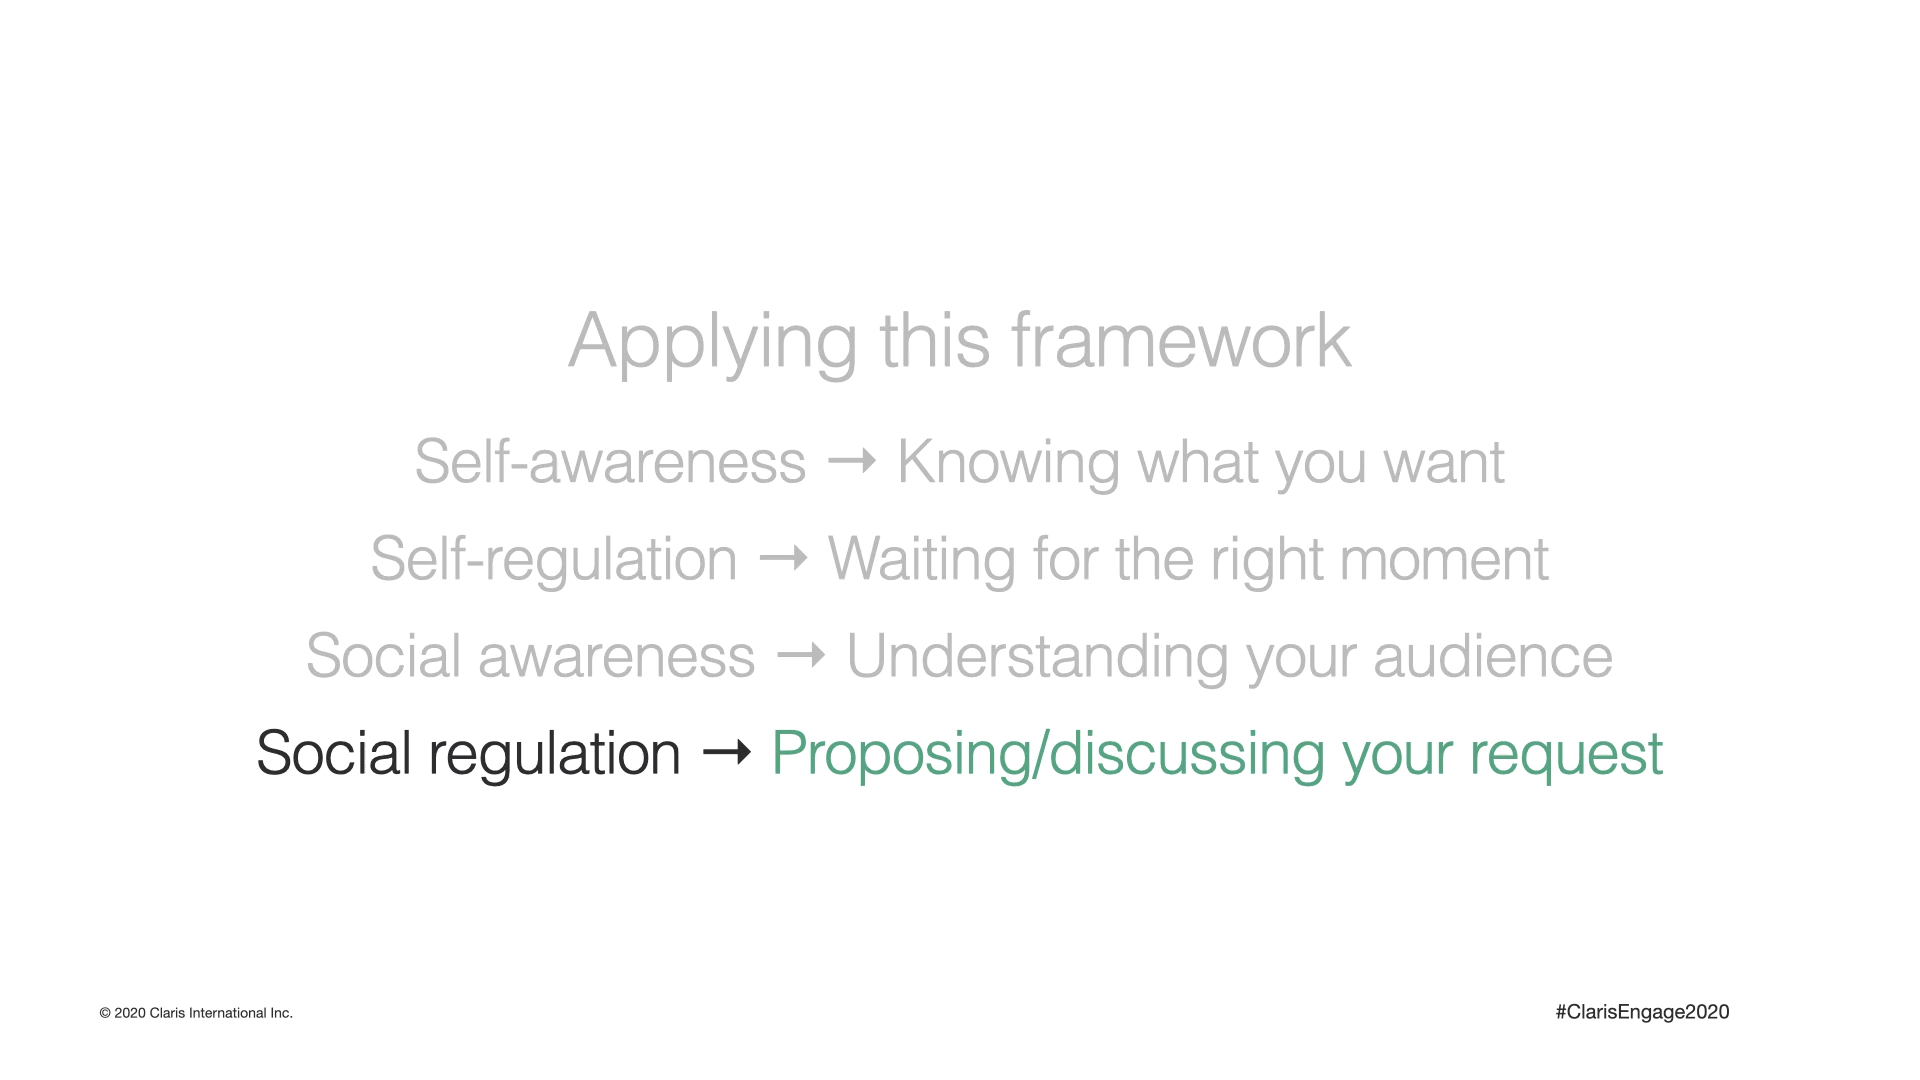 Applying this framework
Self-awareness → Knowing what you want
Self-regulation → Waiting for the right moment
Social awareness → Understanding your audience
Social regulation → Proposing/discussing your request
© 2020 Claris International Inc.
#ClarisEngage2020